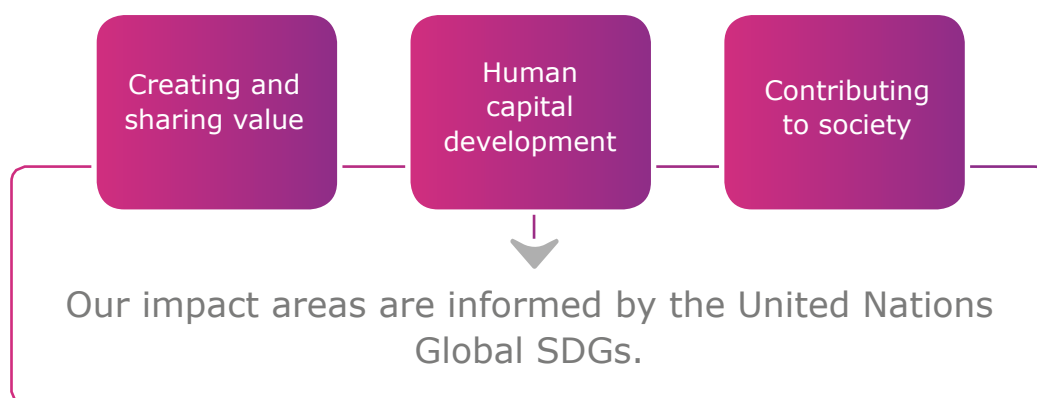 Creating and
sharing value
Human
capital
development
Contributing
to society
Our impact areas are informed by the United Nations
Global SDGs.